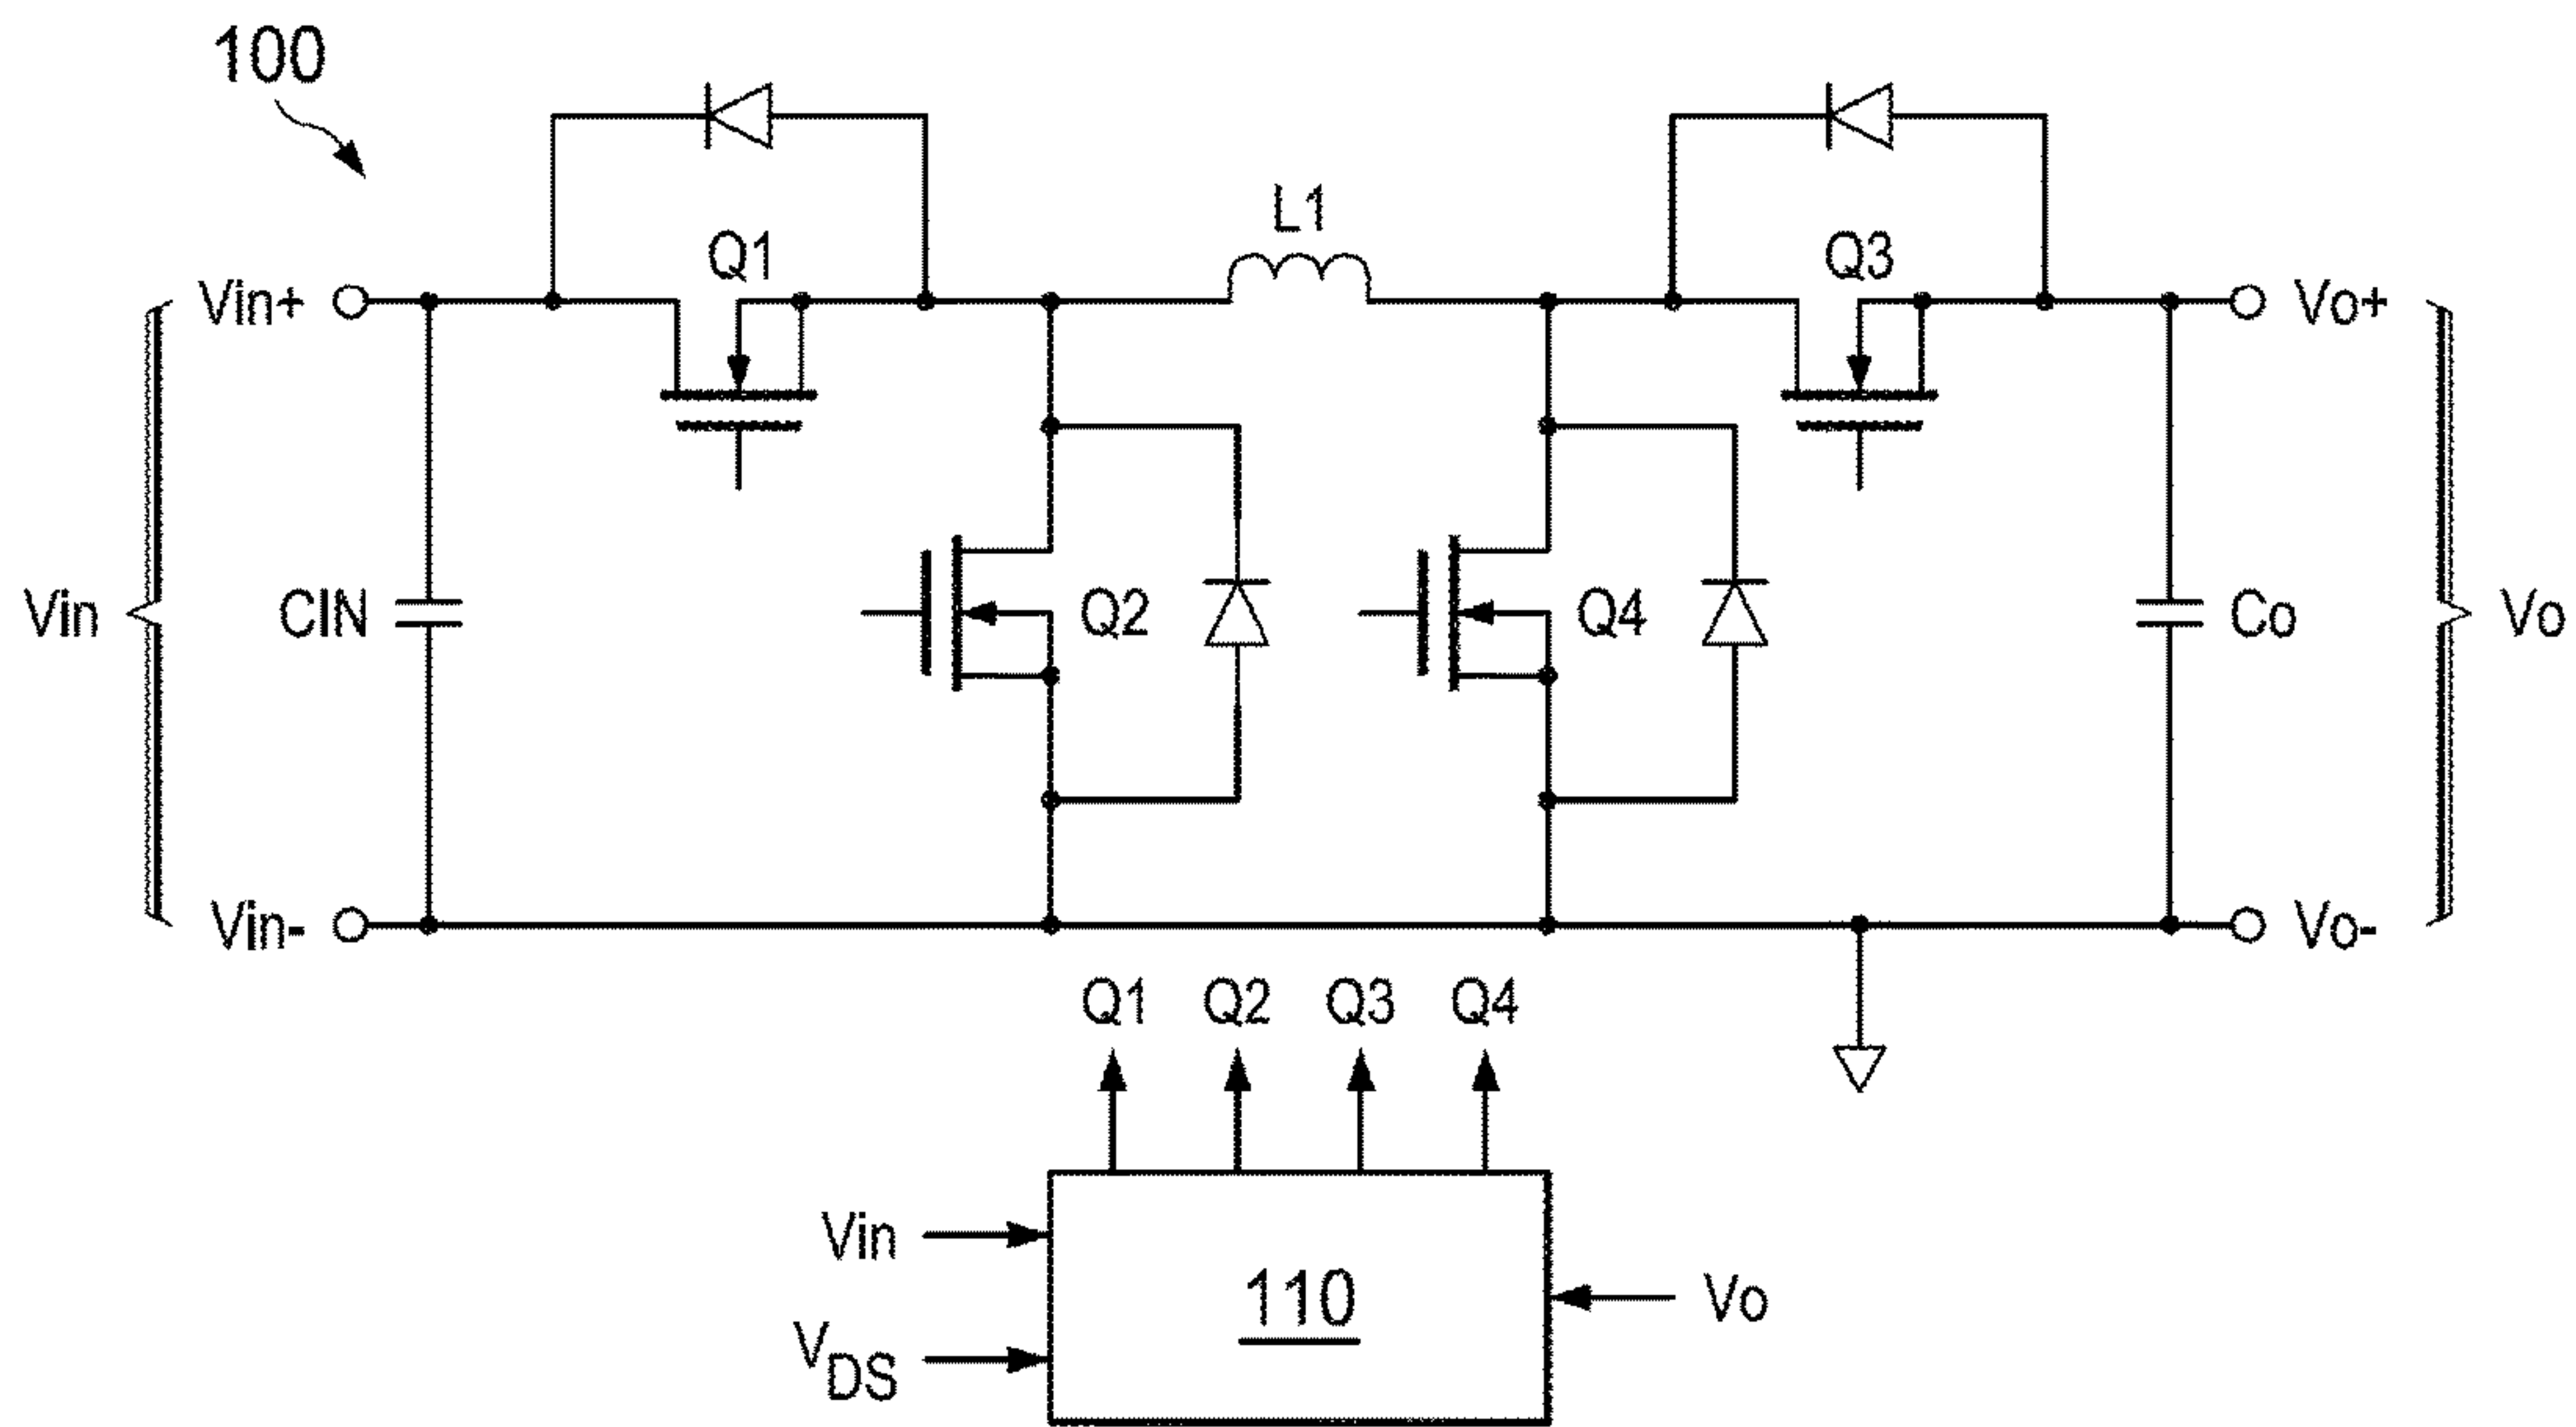 100
L1
Q1
Q3
Vin+
Vo+
Vin
CIN
Q2
Q4
Co
Vo
Vin-
Vo-
Q1 Q2 Q3 Q4
Vin
110
Vo
VDS